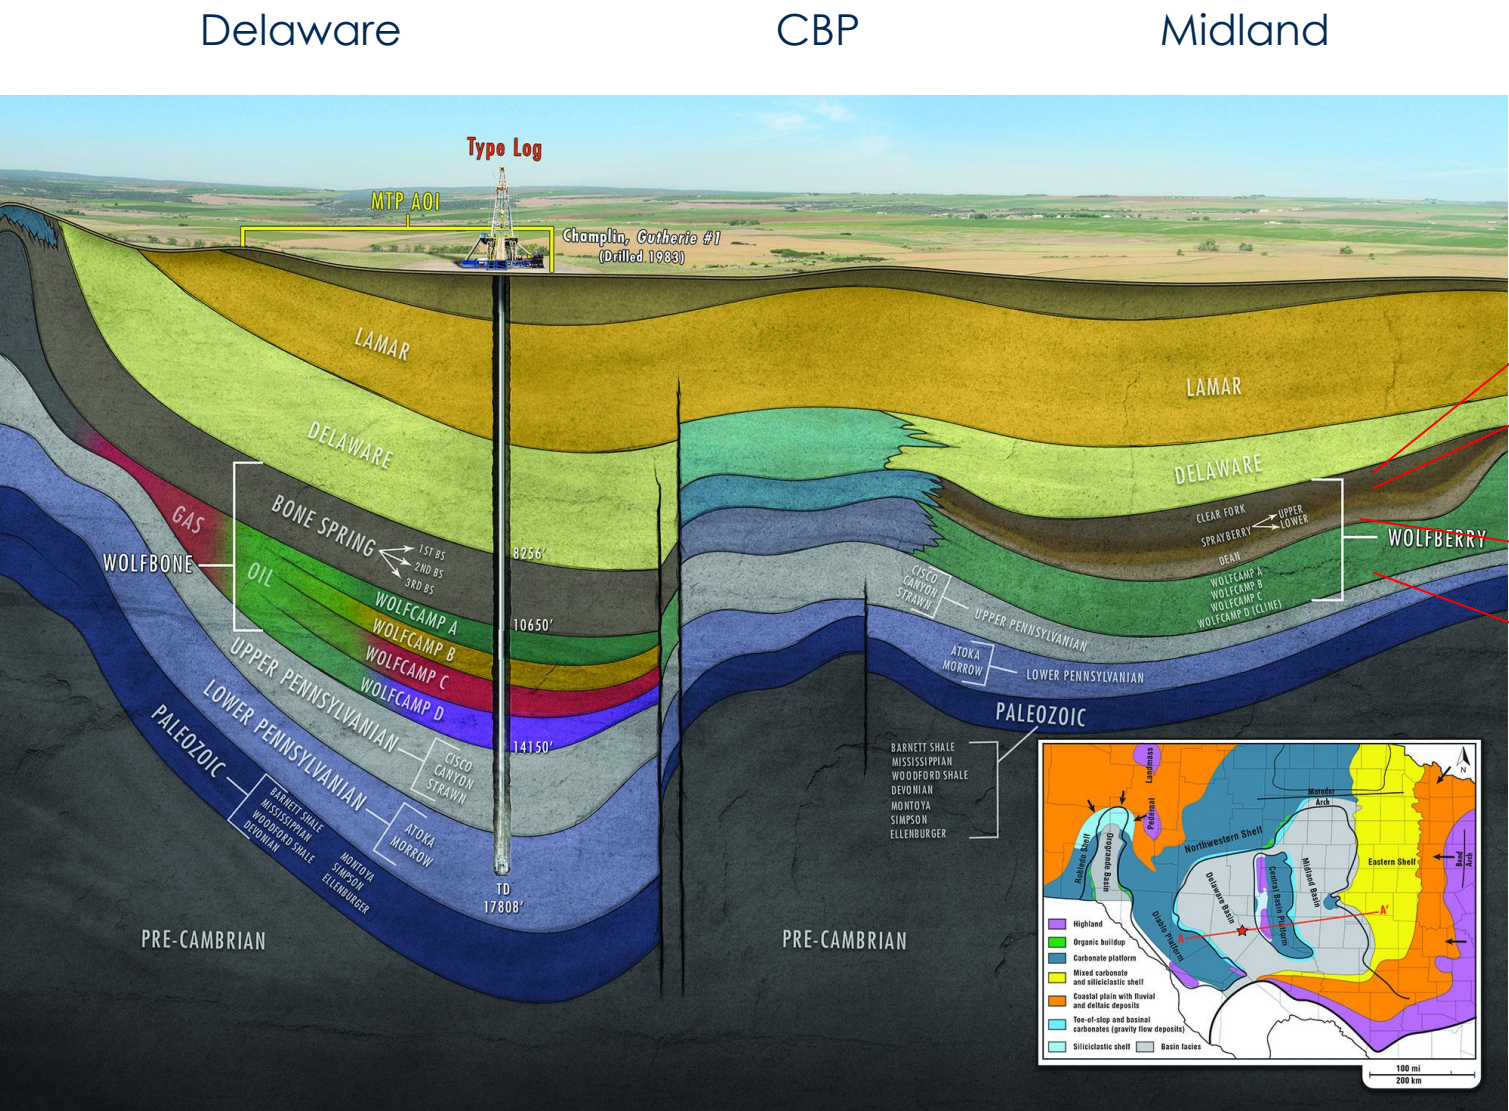 Delaware
CBP
Midland
Type Log
MTP AOI
Champlin, Gutherie #1
(Drilled 1983)
LAMAR
LAMAR
DELAWARE
DELAWARE
BONE SPRING
1ST BS
2ND BS
3RD BS
8256'
GAS
OIL
WOLFBONE
WOLFCAMP A
10650'
WOLFCAMP B
WOLFCAMP C
WOLFCAMP D
14150'
UPPER PENNSYLVANIAN
CISCO
CANYON
STRAWN
LOWER PENNSYLVANIAN
ATOKA
MORROW
PALEOZOIC
BARNETT SHALE
MISSISSIPPIAN
WOODFORD SHALE
DEVONIAN
MONTOYA
SIMPSON
ELLENBURGER
TD
17808'
PRE-CAMBRIAN
PRE-CAMBRIAN
CLEAR FORK
SPRAYBERRY
UPPER
LOWER
DEAN
WOLFCAMP A
WOLFCAMP B
WOLFCAMP C
WOLFCAMP D (CLINE)
WOLFBERRY
CISCO
CANYON
STRAWN
UPPER PENNSYLVANIAN
ATOKA
MORROW
LOWER PENNSYLVANIAN
PALEOZOIC
BARNETT SHALE
MISSISSIPPIAN
WOODFORD SHALE
DEVONIAN
MONTOYA
SIMPSON
ELLENBURGER
N
Pedernal
Landmass
Matador
Arch
Northwestern Shelf
Robledo Shelf
Orogrande Basin
Eastern Shelf
Bend
Arch
Delaware Basin
Central Basin Platform
Midland Basin
Diablo Platform
A
A'
Highland
Organic buildup
Carbonate platform
Mixed carbonate
and siliciclastic shelf
Coastal plain with fluvial
and deltaic deposits
Toe-of-slop and basinal
carbonates (gravity flow deposits)
Siliciclastic shelf
Basin facies
100 mi
200 km